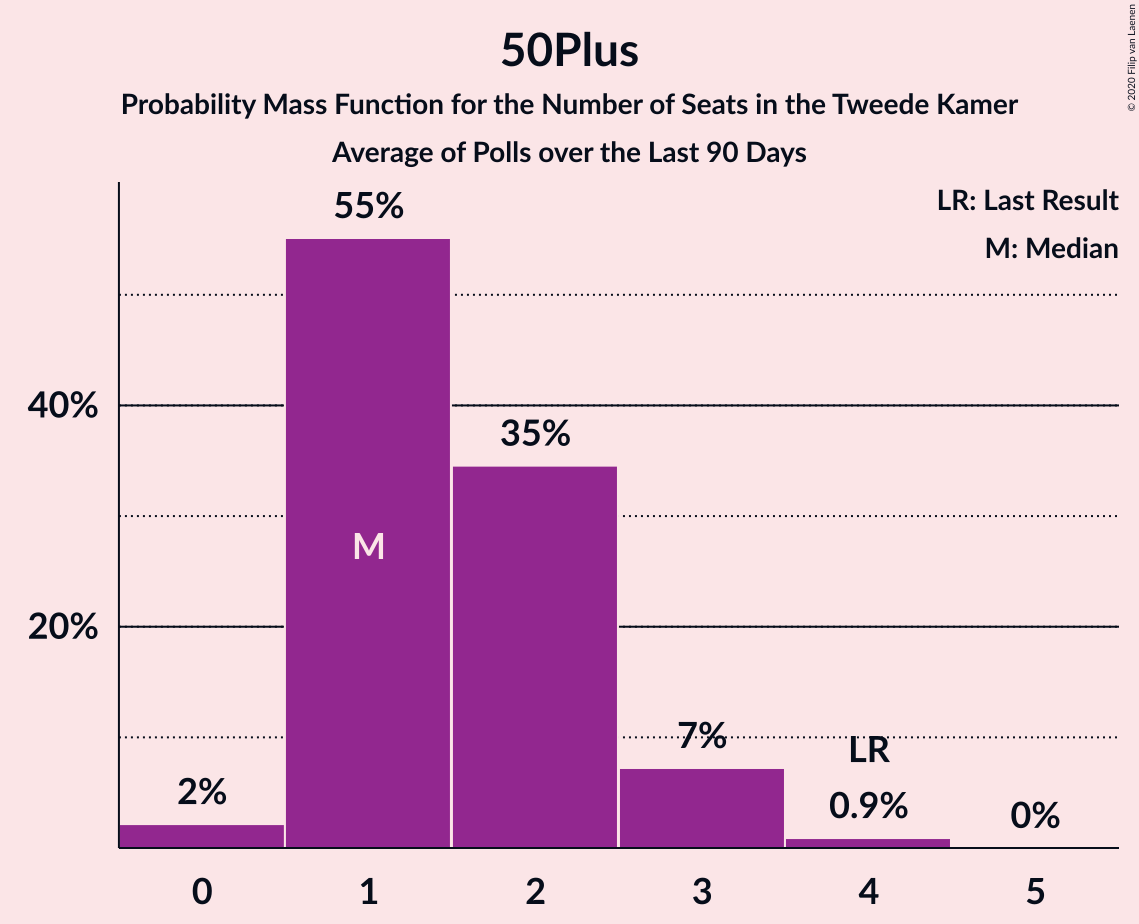 50Plus
Probability Mass Function for the Number of Seats in the Tweede Kamer
Average of Polls over the Last 90 Days
© 2020 Filip van Laenen
LR: Last Result
M: Median
55%
40%
35%
M
20%
7%
LR
2%
0.9%
0%
0 1 2 3 4 5